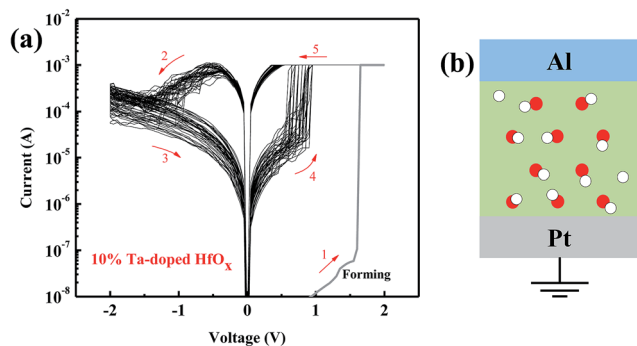 (a)
10⁻²
10⁻³
10⁻⁴
10⁻⁵
10⁻⁶
10⁻⁷
10⁻⁸
Current (A)
2
5
3
4
1
10% Ta-doped HfOₓ
Forming
-2
-1
0
1
2
Voltage (V)
(b)
Al
Pt